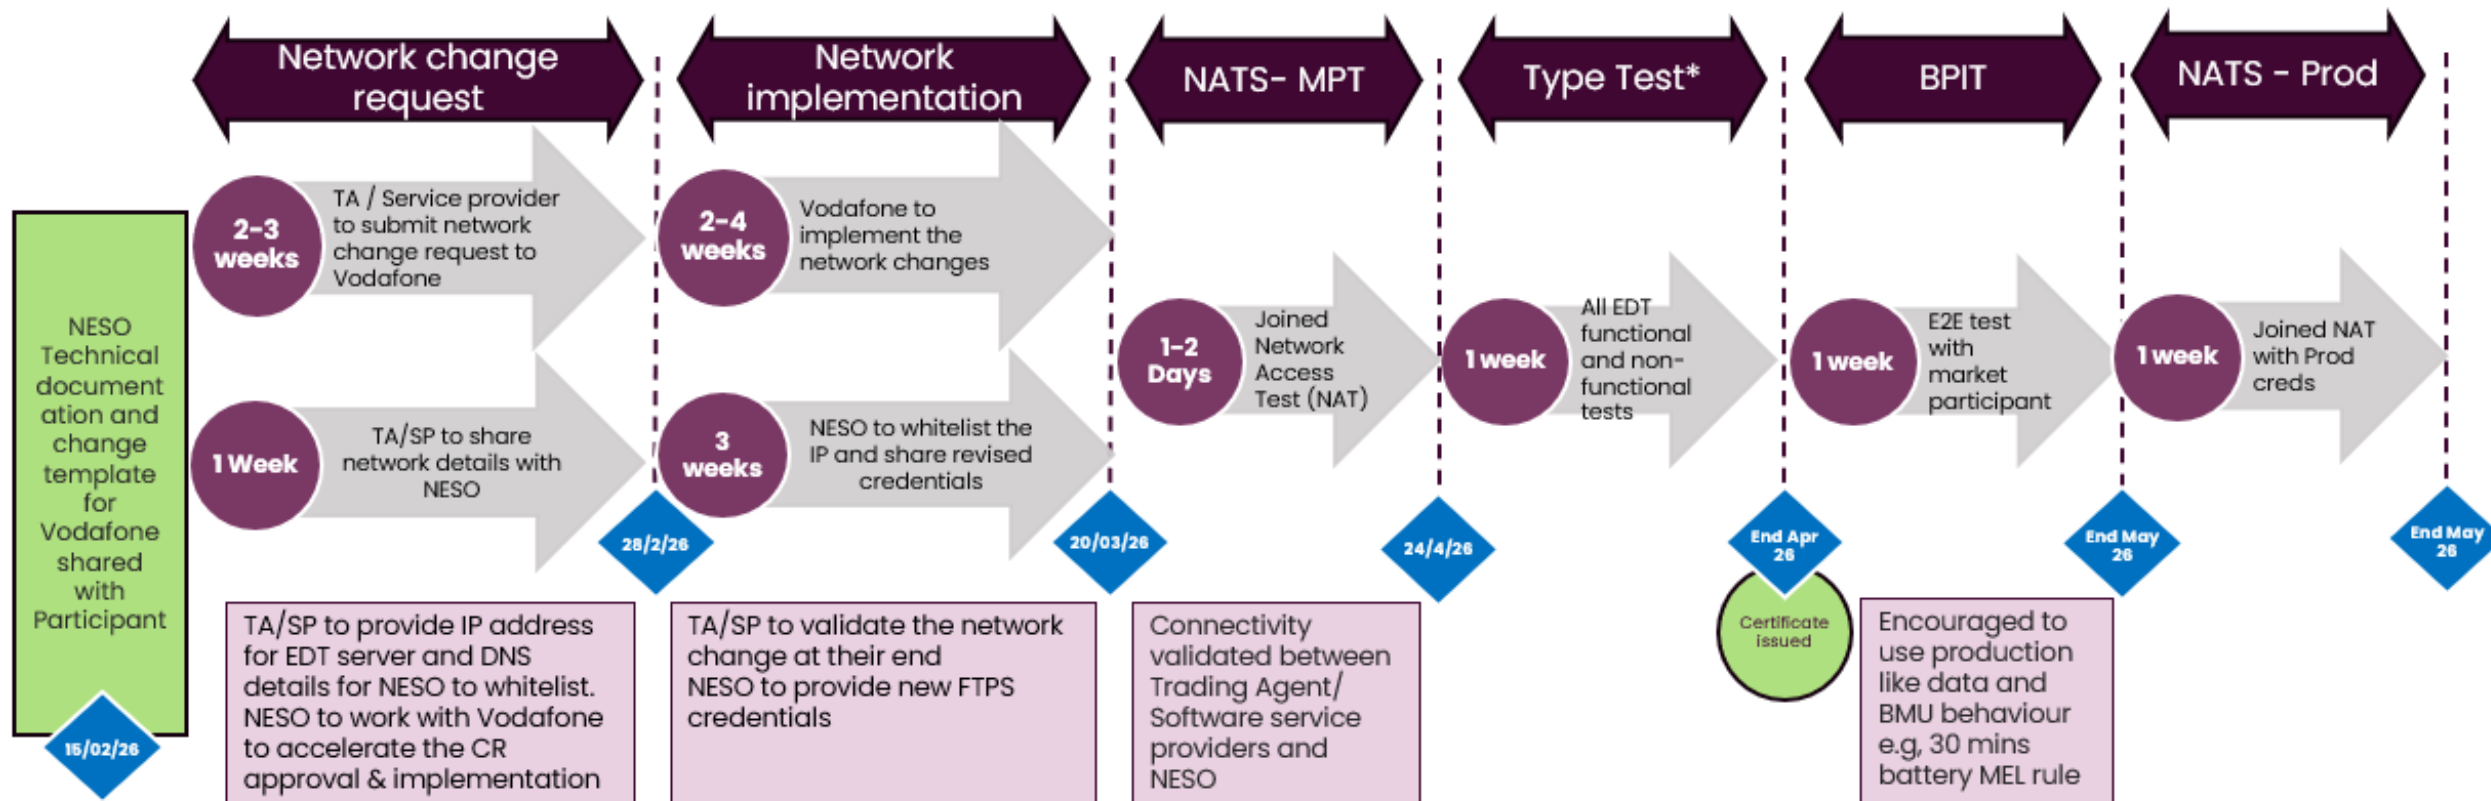 Network change
request
Network
implementation
NATS- MPT
Type Test*
BPIT
NATS - Prod
2-3
weeks
TA / Service provider
to submit network
change request to
Vodafone
2-4
weeks
Vodafone to
implement the
network changes
NESO
Technical
document
ation and
change
template
for
Vodafone
shared
with
Participant
15/02/26
1 Week
TA/SP to share
network details with
NESO
3
weeks
NESO to whitelist the
IP and share revised
credentials
1-2
Days
Joined
Network
Access
Test (NAT)
1 week
All EDT
functional
and non-
functional
tests
1 week
E2E test
with
market
participant
1 week
Joined NAT
with Prod
creds
28/2/26
20/03/26
24/4/26
End Apr
26
End May
26
End May
26
Certificate
issued
TA/SP to provide IP address
for EDT server and DNS
details for NESO to whitelist.
NESO to work with Vodafone
to accelerate the CR
approval & implementation
TA/SP to validate the network
change at their end
NESO to provide new FTPS
credentials
Connectivity
validated between
Trading Agent/
Software service
providers and
NESO
Encouraged to
use production
like data and
BMU behaviour
e.g, 30 mins
battery MEL rule